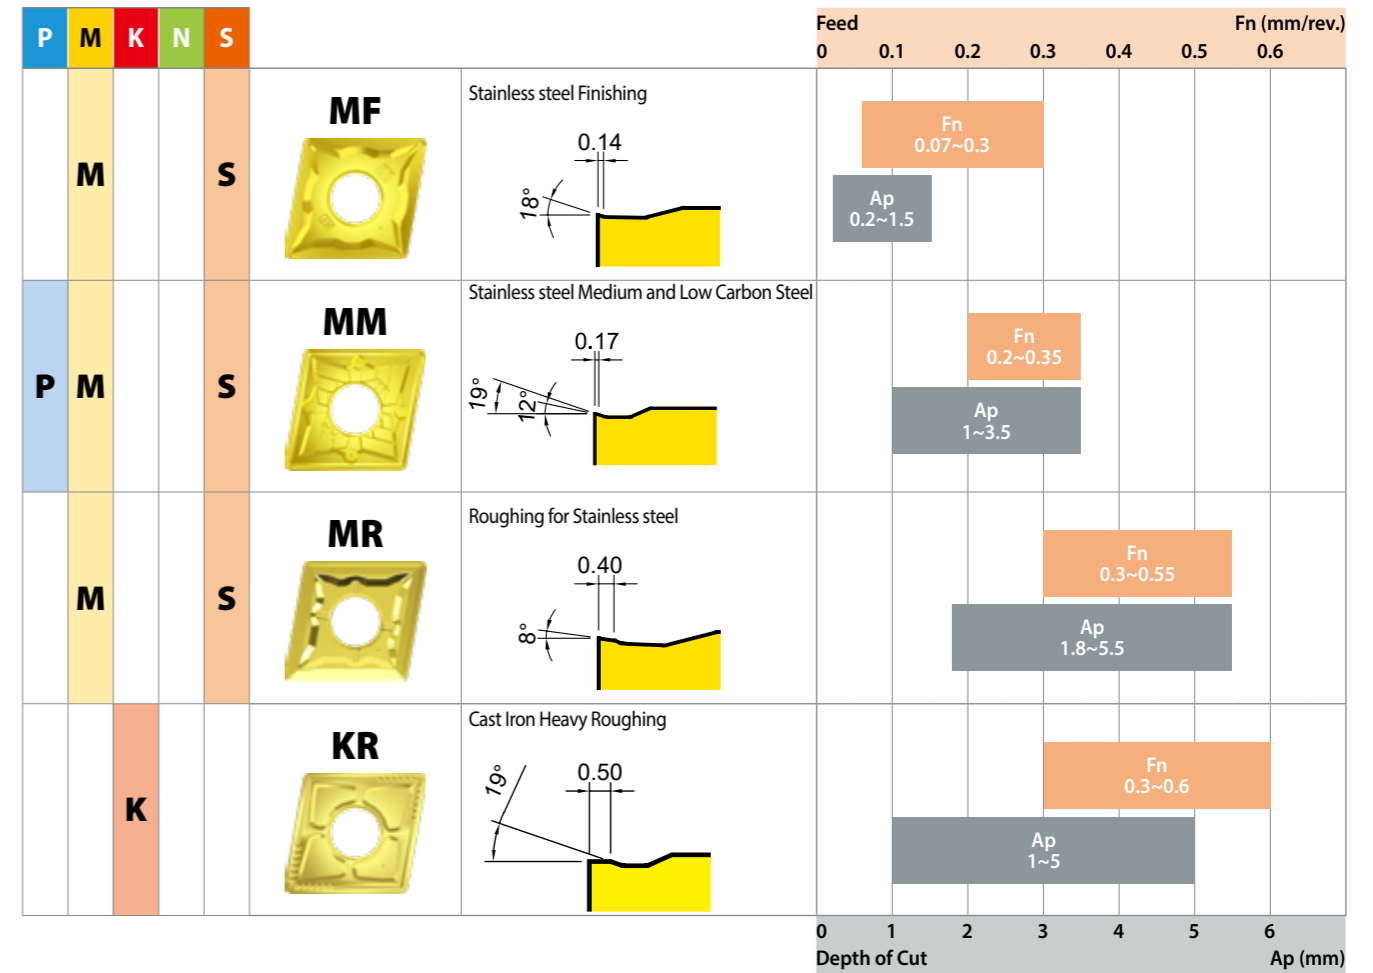 P M K N S
Feed Fn (mm/rev.)
0 0.1 0.2 0.3 0.4 0.5 0.6
M S
MF
Stainless steel Finishing
0.14
18°
Fn
0.07~0.3
Ap
0.2~1.5
P M S
MM
Stainless steel Medium and Low Carbon Steel
0.17
19°
12°
Fn
0.2~0.35
Ap
1~3.5
M S
MR
Roughing for Stainless steel
0.40
8°
Fn
0.3~0.55
Ap
1.8~5.5
K
KR
Cast Iron Heavy Roughing
0.50
19°
Fn
0.3~0.6
Ap
1~5
0 1 2 3 4 5 6
Depth of Cut Ap (mm)